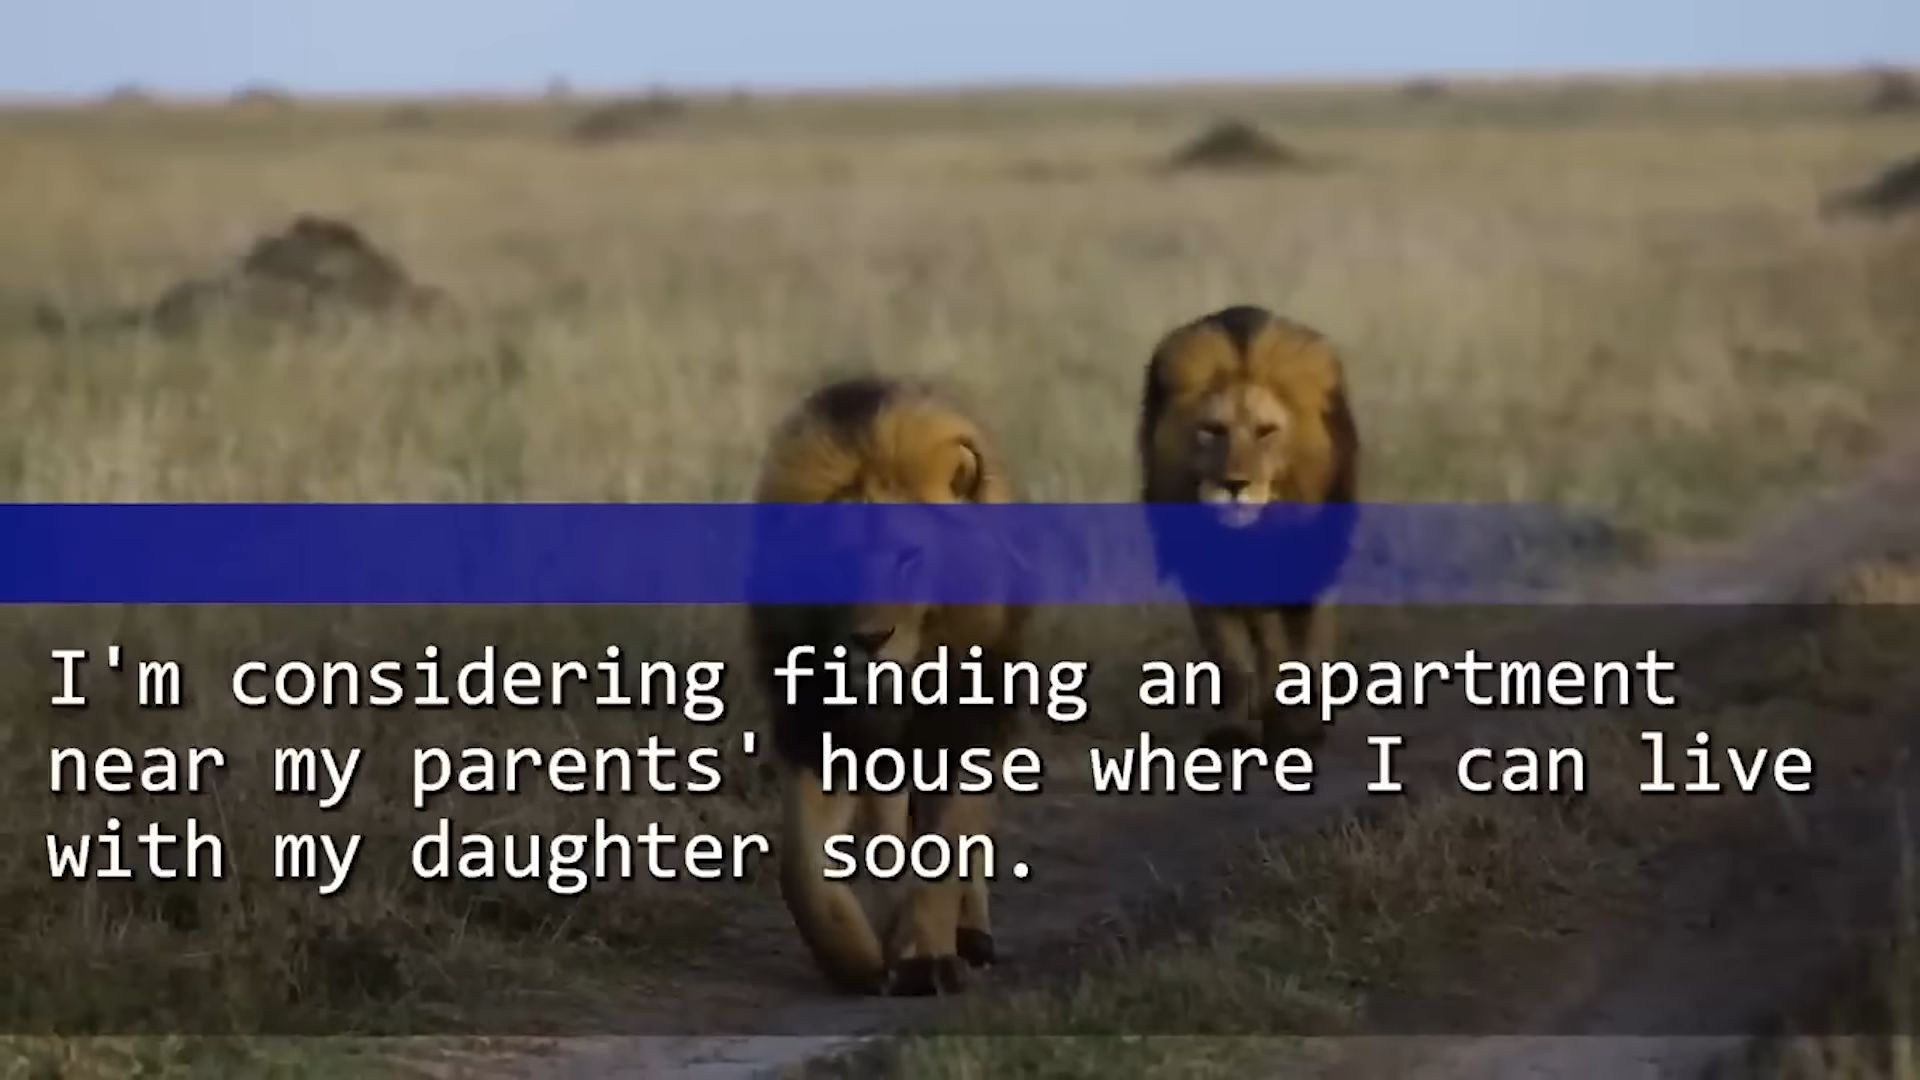 I'm considering finding an apartment
near my parents' house where I can live
with my daughter soon.